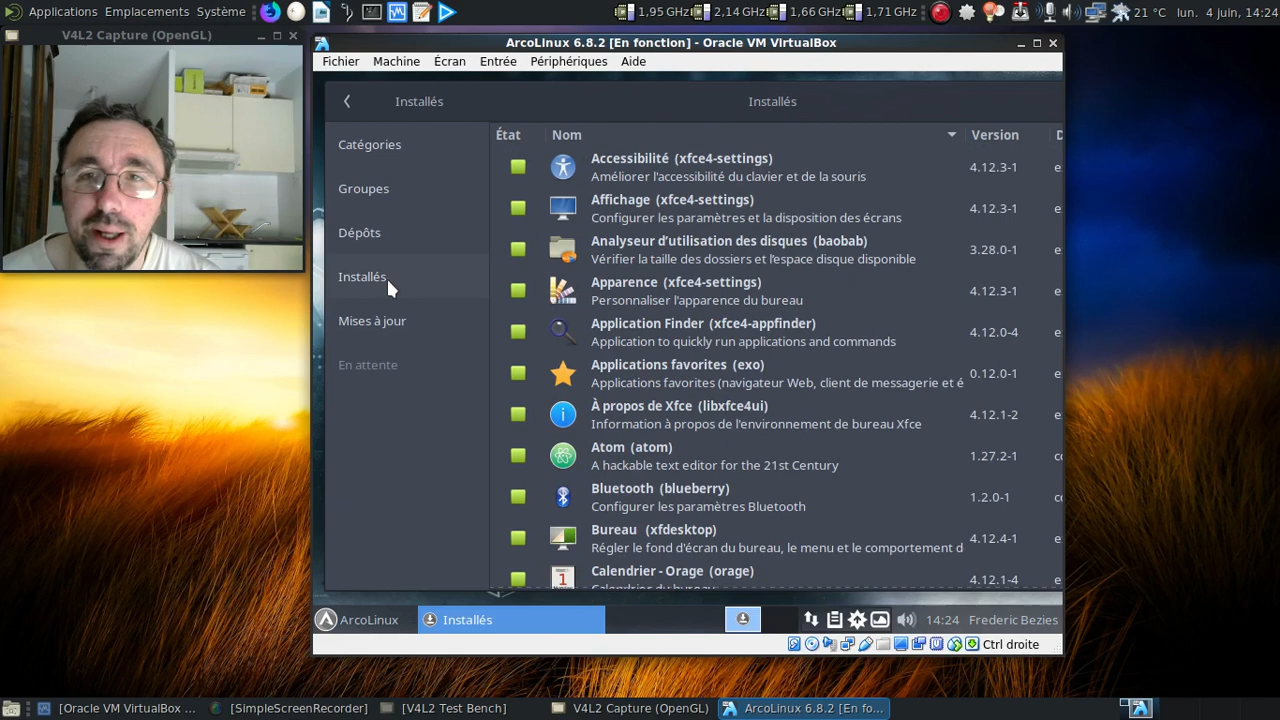 Applications Emplacements Système
1,95 GHz 2,14 GHz 1,66 GHz 1,71 GHz
21 °C lun. 4 juin, 14:24
V4L2 Capture (OpenGL)
ArcoLinux 6.8.2 [En fonction] - Oracle VM VirtualBox
Fichier Machine Écran Entrée Périphériques Aide
Installés
Installés
Catégories
Groupes
Dépôts
Installés
Mises à jour
En attente
État Nom Version
Accessibilité (xfce4-settings)
Améliorer l'accessibilité du clavier et de la souris
4.12.3-1
Affichage (xfce4-settings)
Configurer les paramètres et la disposition des écrans
4.12.3-1
Analyseur d'utilisation des disques (baobab)
Vérifier la taille des dossiers et l'espace disque disponible
3.28.0-1
Apparence (xfce4-settings)
Personnaliser l'apparence du bureau
4.12.3-1
Application Finder (xfce4-appfinder)
Application to quickly run applications and commands
4.12.0-4
Applications favorites (exo)
Applications favorites (navigateur Web, client de messagerie et é
0.12.0-1
À propos de Xfce (libxfce4ui)
Information à propos de l'environnement de bureau Xfce
4.12.1-2
Atom (atom)
A hackable text editor for the 21st Century
1.27.2-1
Bluetooth (blueberry)
Configurer les paramètres Bluetooth
1.2.0-1
Bureau (xfdesktop)
Régler le fond d'écran du bureau, le menu et le comportement d
4.12.4-1
Calendrier - Orage (orage)
Calendrier du bureau
4.12.1-4
ArcoLinux Installés 14:24 Frederic Bezies
Ctrl droite
[Oracle VM VirtualBox ... [SimpleScreenRecorder] [V4L2 Test Bench] V4L2 Capture (OpenGL) ArcoLinux 6.8.2 [En fo...